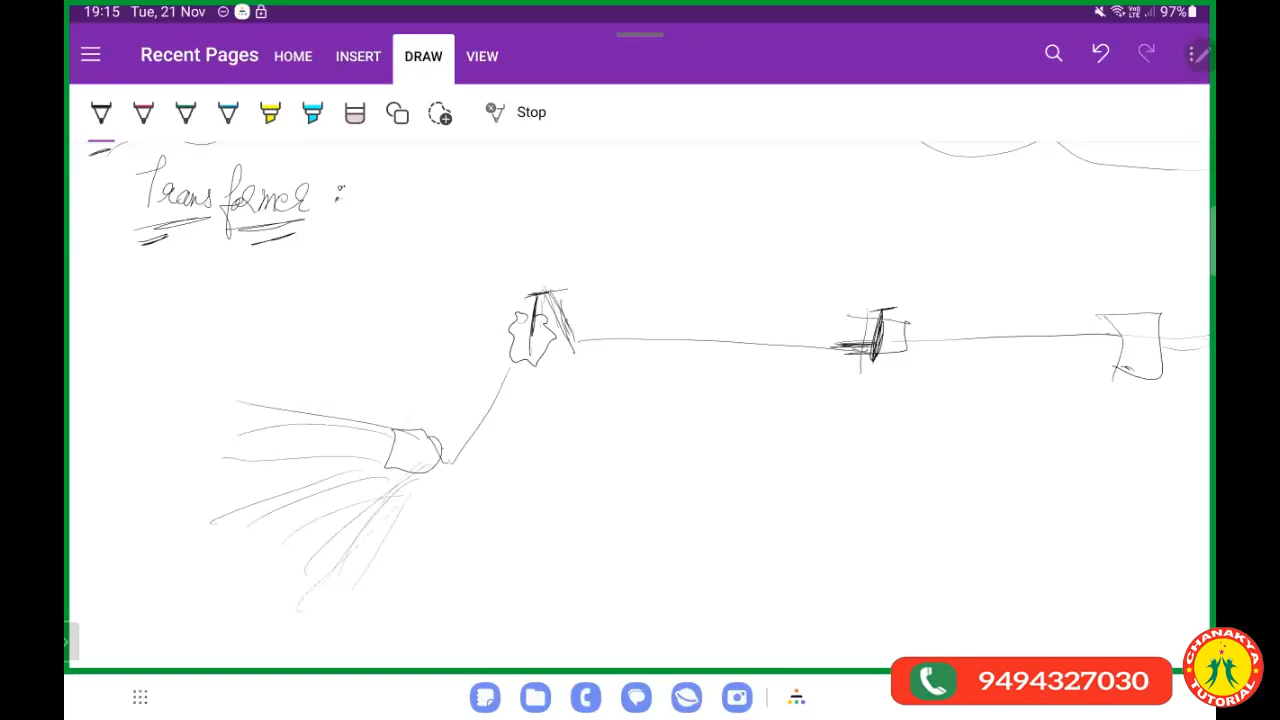 19:15 Tue, 21 Nov 97%
Recent Pages HOME INSERT DRAW VIEW
Stop
Transformer :
9494327030
CHANAKYA
TUTORIAL